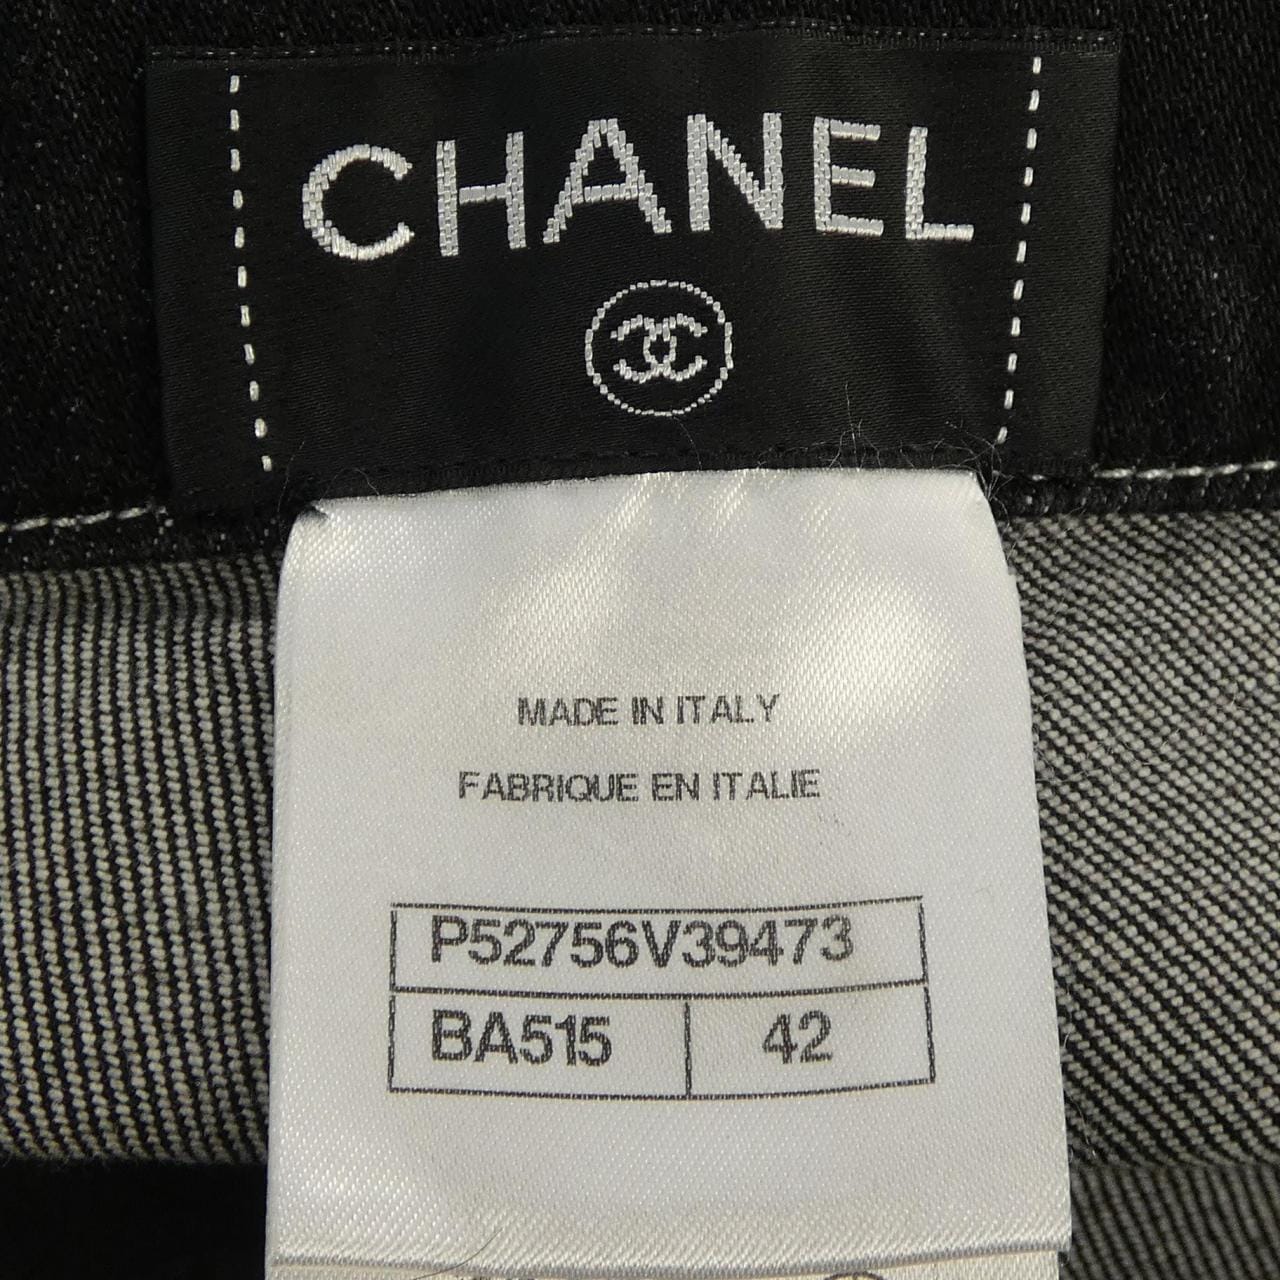 CHANEL
MADE IN ITALY
FABRIQUE EN ITALIE
P52756V39473
BA515 42